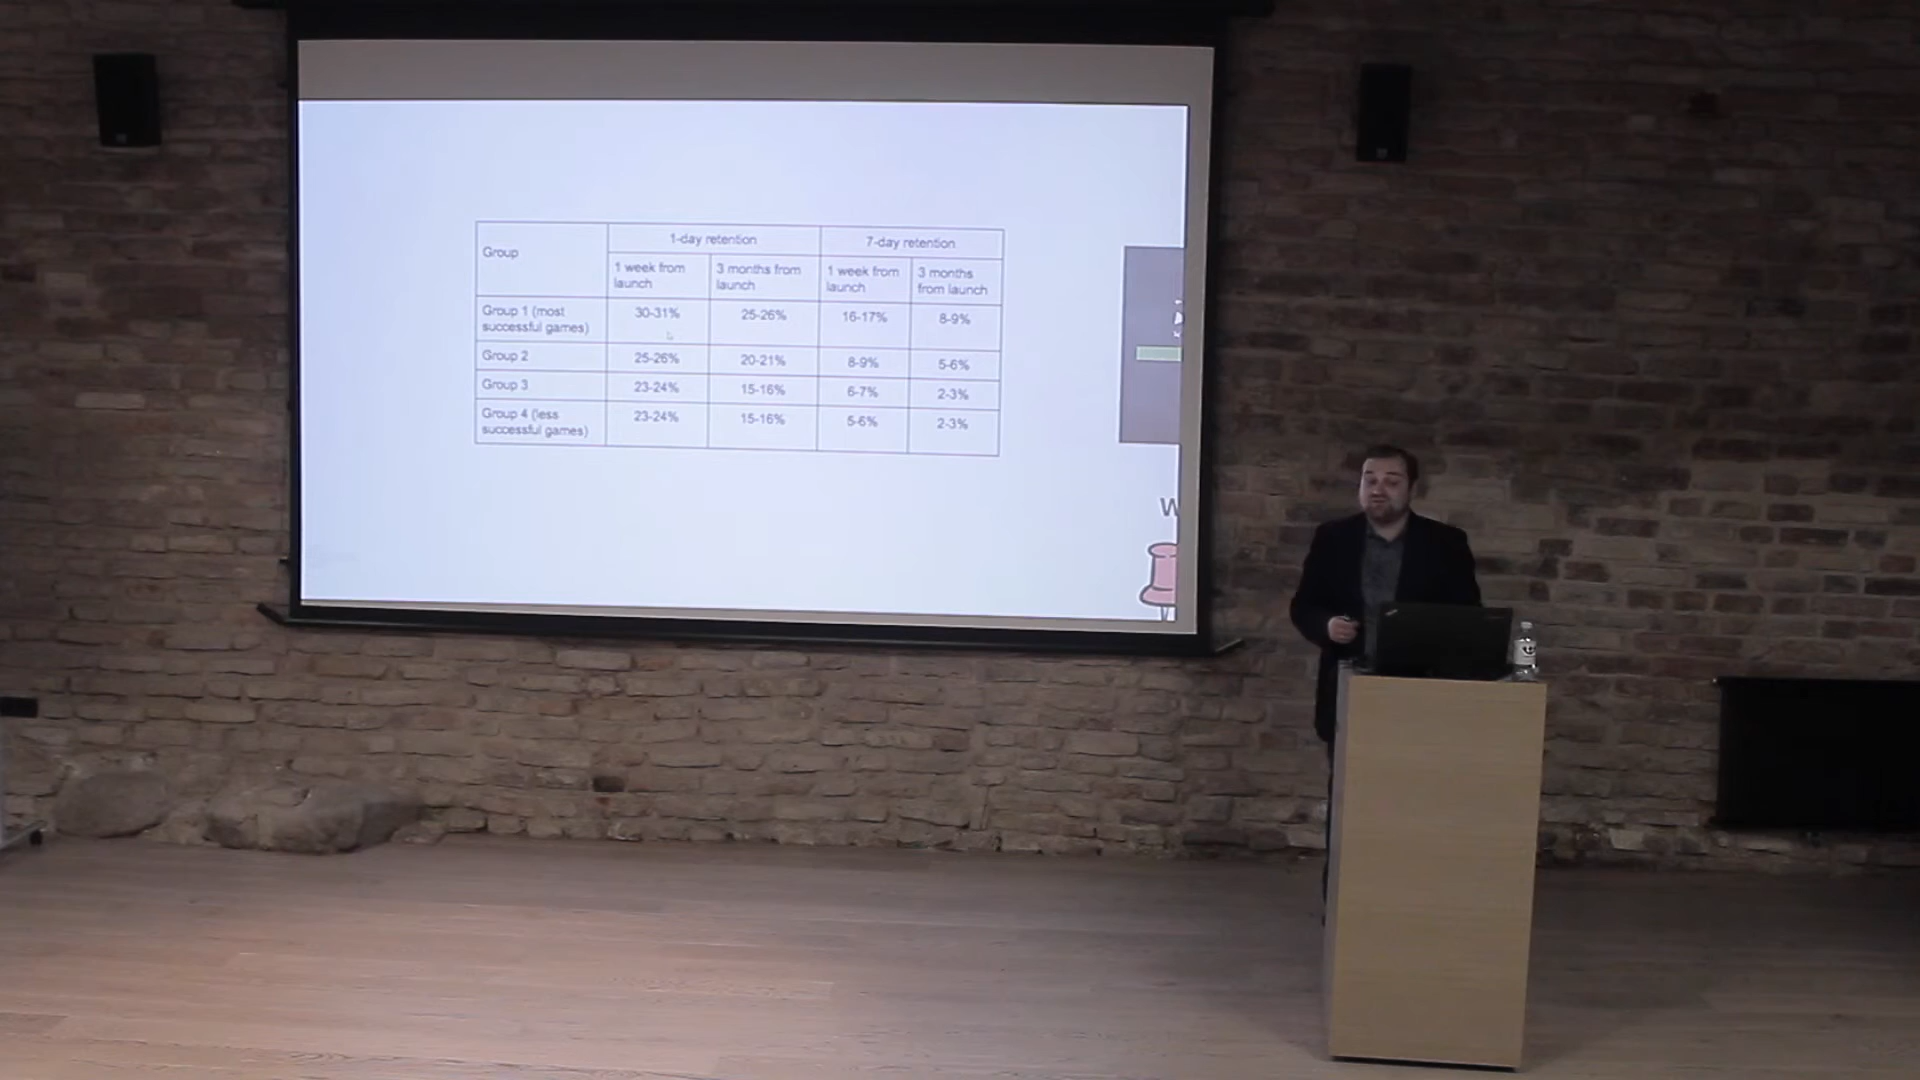 Group
1-day retention
7-day retention
1 week from
launch
3 months from
launch
1 week from
launch
3 months
from launch
Group 1 (most
successful games)
30-31%
25-26%
16-17%
8-9%
Group 2
25-26%
20-21%
8-9%
5-6%
Group 3
23-24%
15-16%
6-7%
2-3%
Group 4 (less
successful games)
23-24%
15-16%
5-6%
2-3%
W